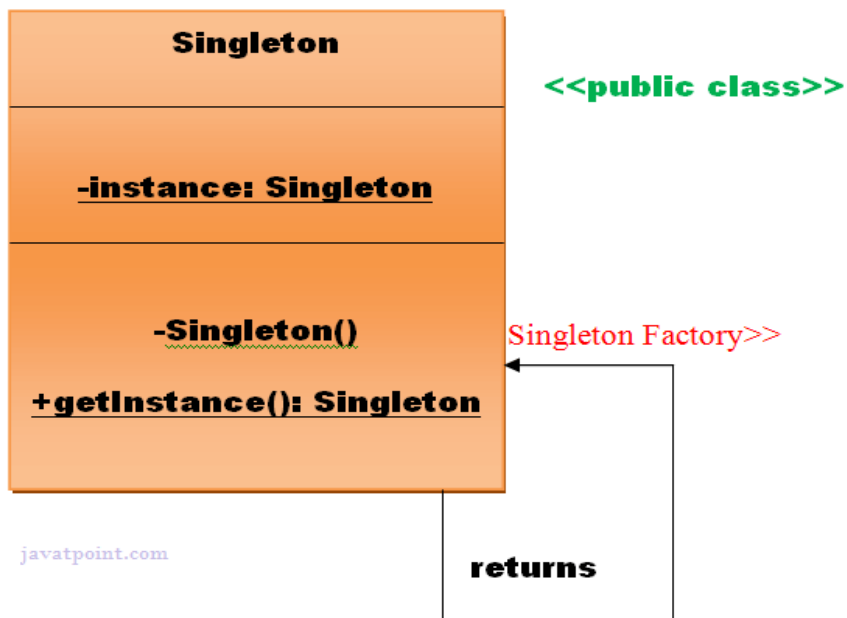 Singleton
<<public class>>
-instance: Singleton
-Singleton()
Singleton Factory>>
+getInstance(): Singleton
javatpoint.com
returns